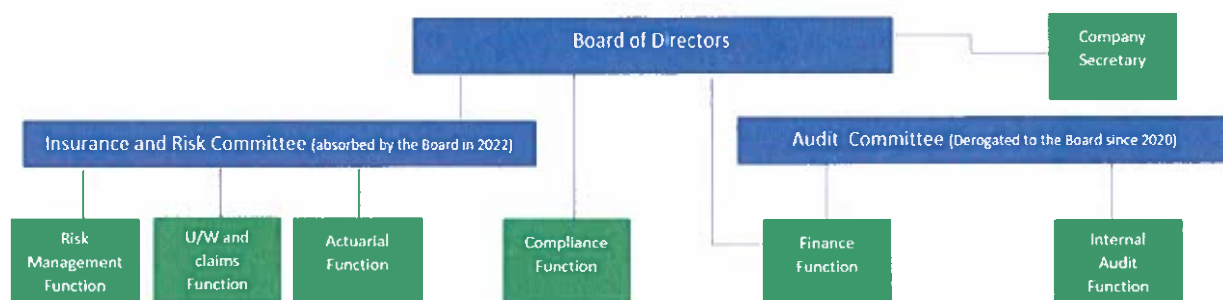 Board of Directors
Company
Secretary
Insurance and Risk Committee (absorbed by the Board in 2022)
Audit Committee (Derogated to the Board since 2020)
Risk
Management
Function
U/W and
claims
Function
Actuarial
Function
Compliance
Function
Finance
Function
Internal
Audit
Function